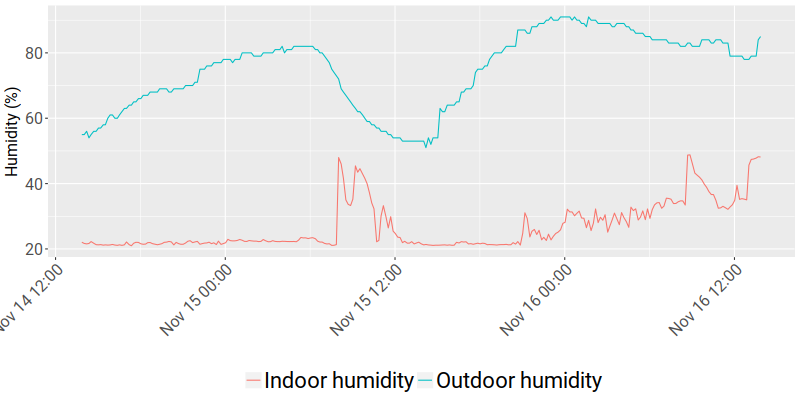 Humidity (%)
80
60
40
20
Nov 14 12:00
Nov 15 00:00
Nov 15 12:00
Nov 16 00:00
Nov 16 12:00
Indoor humidity
Outdoor humidity